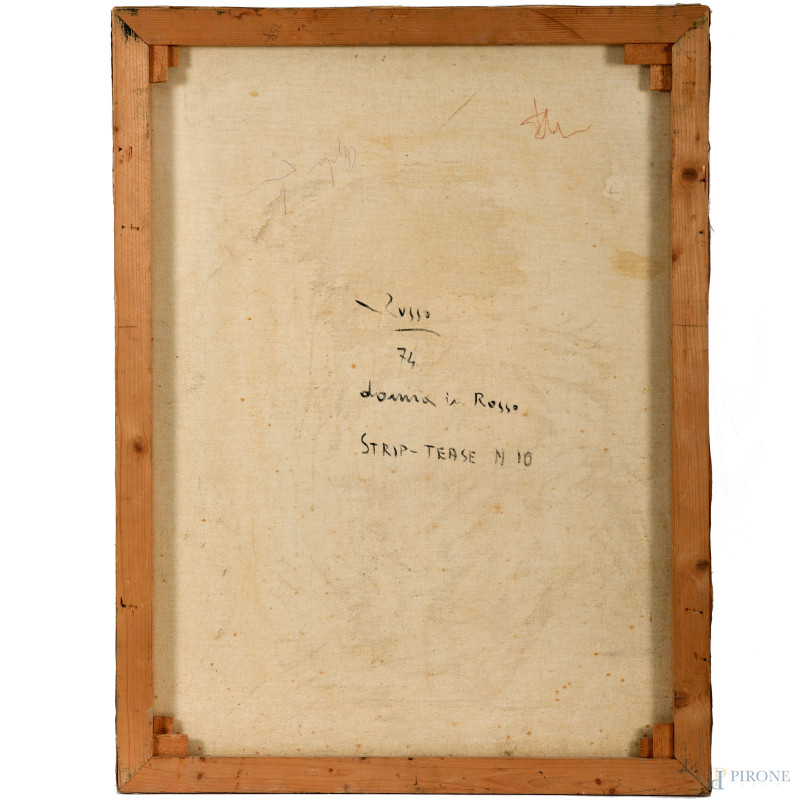 Russo
74
donna in Rosso
STRIP-TEASE N 10
PIRONE